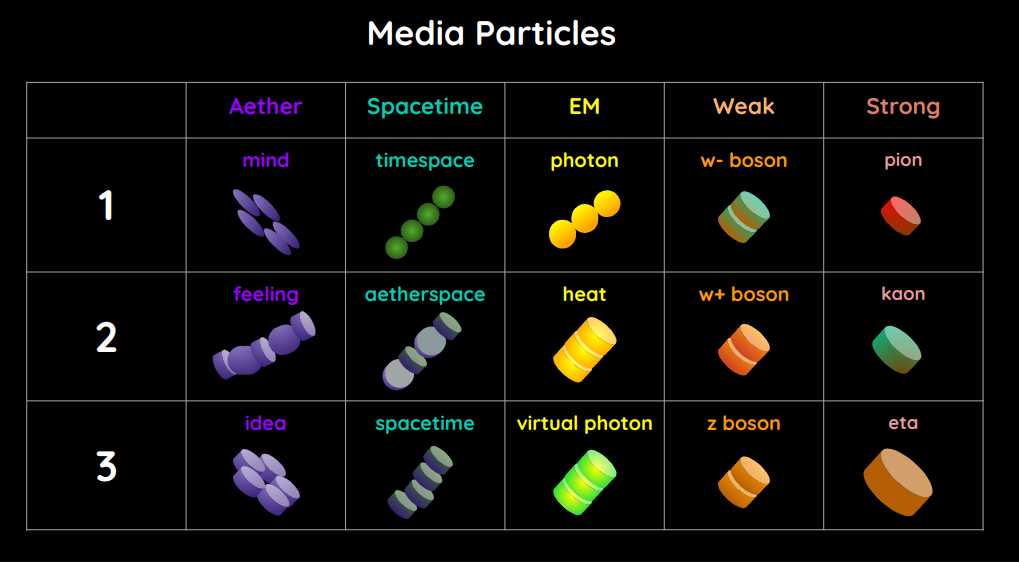 Media Particles
Aether Spacetime EM Weak Strong
mind timespace photon w- boson pion
1
feeling aetherspace heat w+ boson kaon
2
idea spacetime virtual photon z boson eta
3